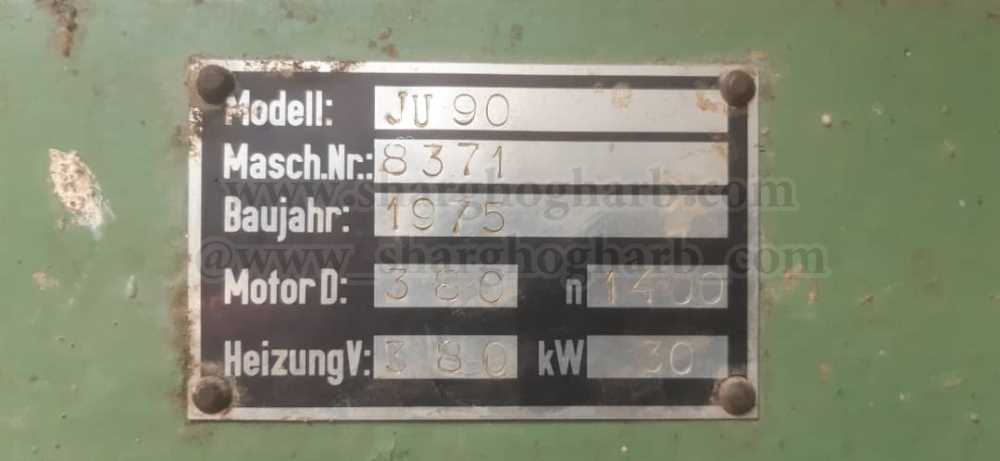 Modell: JU 90
Masch.Nr.: 8371
www.sharghogharb.com
Baujahr: 1975
@www.sharghogharb.com
Motor D: 380 n 1400
Heizung V: 380 kW 30